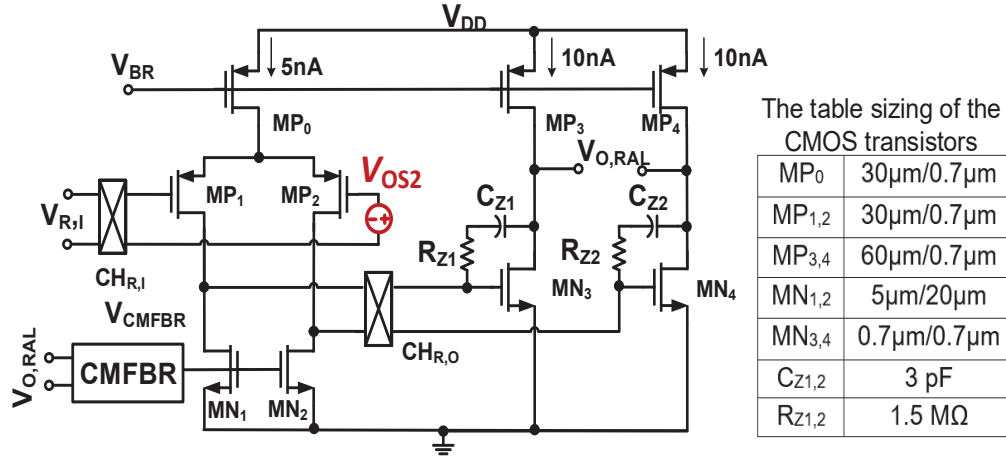 VDD
5nA
10nA
10nA
VBR
MP0
MP3
MP4
VO,RAL
MP1
MP2
VOS2
VR,I
CHR,I
CZ1
CZ2
RZ1
RZ2
MN3
MN4
VCMFBR
CHR,O
VO,RAL
CMFBR
MN1
MN2
The table sizing of the
CMOS transistors
MP0 30µm/0.7µm
MP1,2 30µm/0.7µm
MP3,4 60µm/0.7µm
MN1,2 5µm/20µm
MN3,4 0.7µm/0.7µm
CZ1,2 3 pF
RZ1,2 1.5 MΩ